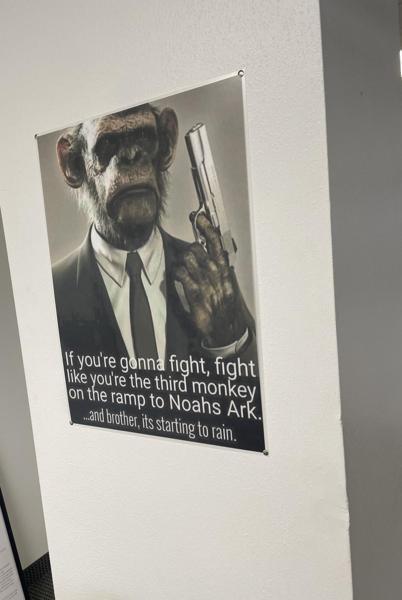 If you're gonna fight, fight
like you're the third monkey
on the ramp to Noahs Ark.
...and brother, its starting to rain.